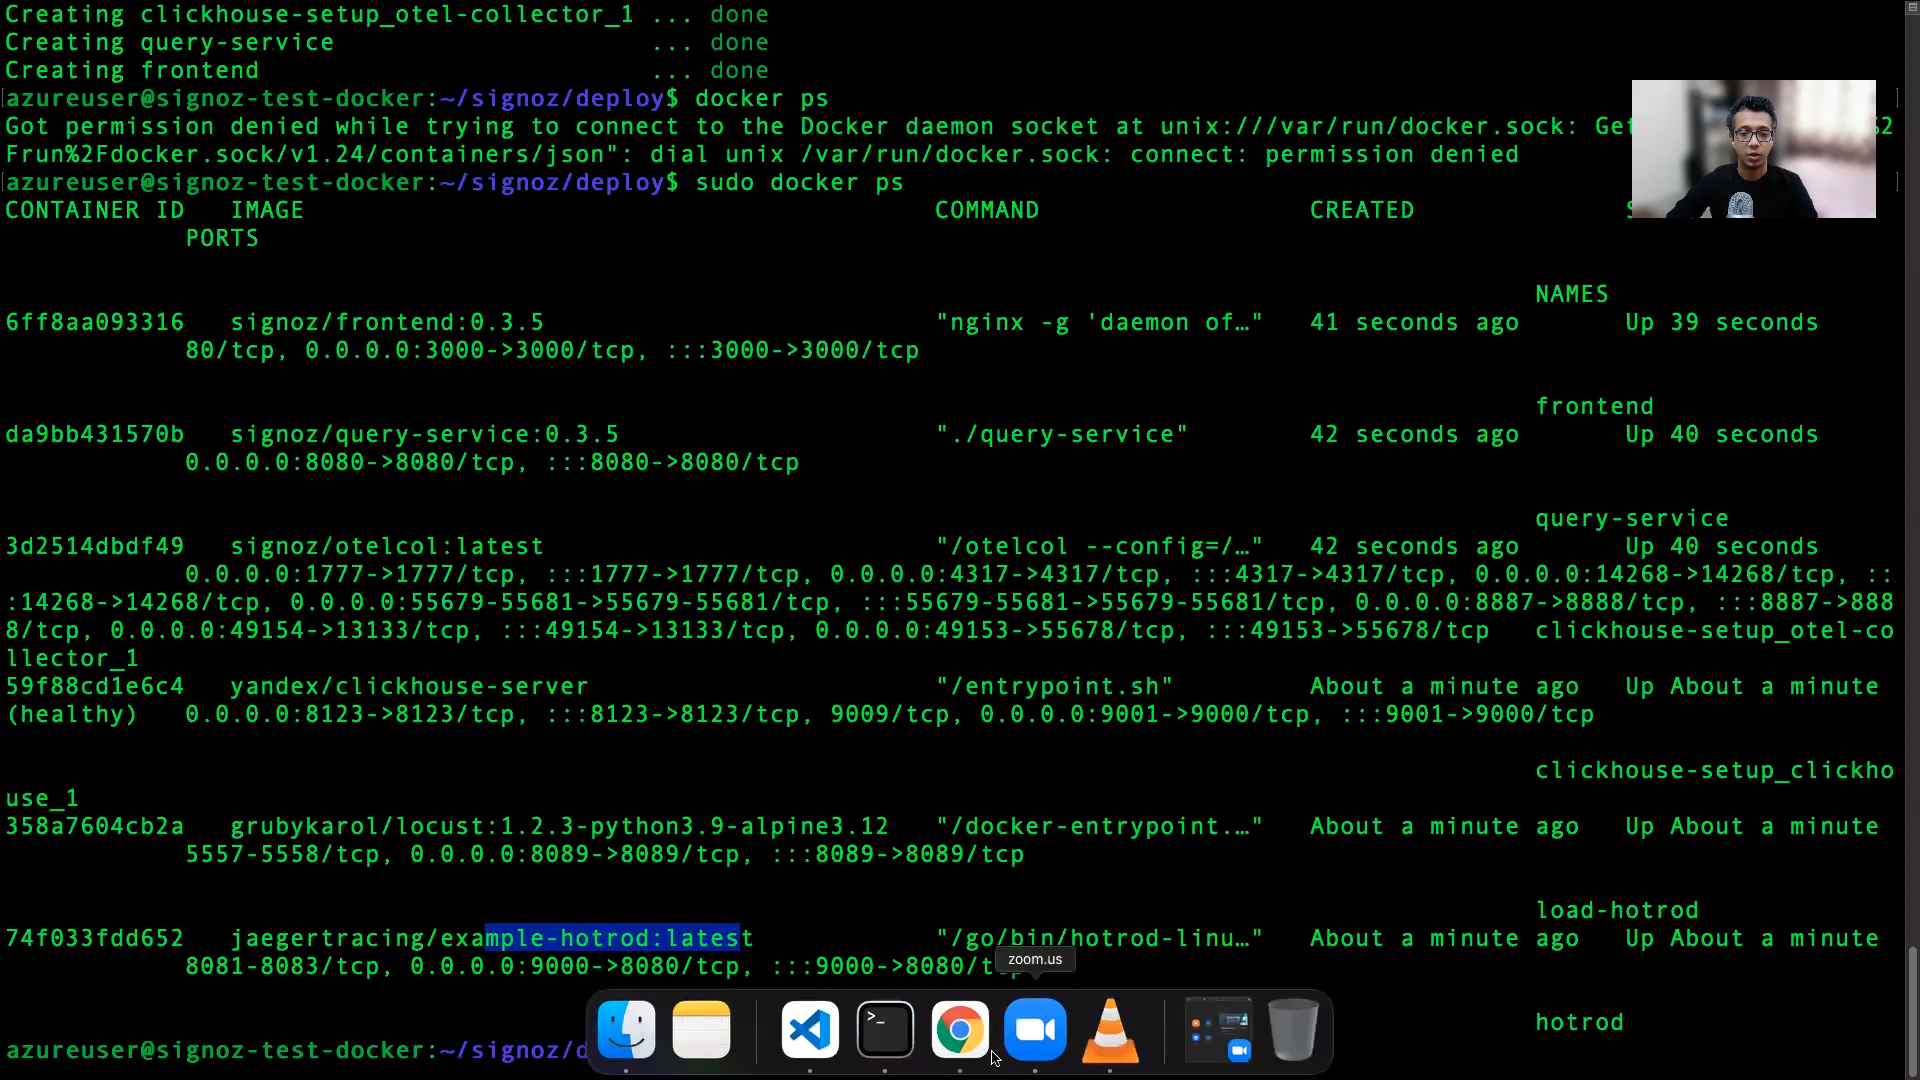 Creating clickhouse-setup_otel-collector_1 ... done
Creating query-service                     ... done
Creating frontend                          ... done
[azureuser@signoz-test-docker:~/signoz/deploy$ docker ps                                                                       ]
Got permission denied while trying to connect to the Docker daemon socket at unix:///var/run/docker.sock: Get 2
Frun%2Fdocker.sock/v1.24/containers/json": dial unix /var/run/docker.sock: connect: permission denied
[azureuser@signoz-test-docker:~/signoz/deploy$ sudo docker ps                                                                  ]
CONTAINER ID   IMAGE                                          COMMAND                  CREATED
            PORTS
NAMES
6ff8aa093316   signoz/frontend:0.3.5                          "nginx -g 'daemon of…"   41 seconds ago       Up 39 seconds
            80/tcp, 0.0.0.0:3000->3000/tcp, :::3000->3000/tcp
frontend
da9bb431570b   signoz/query-service:0.3.5                     "./query-service"        42 seconds ago       Up 40 seconds
            0.0.0.0:8080->8080/tcp, :::8080->8080/tcp
query-service
3d2514dbdf49   signoz/otelcol:latest                          "/otelcol --config=/…"   42 seconds ago       Up 40 seconds
            0.0.0.0:1777->1777/tcp, :::1777->1777/tcp, 0.0.0.0:4317->4317/tcp, :::4317->4317/tcp, 0.0.0.0:14268->14268/tcp, ::
:14268->14268/tcp, 0.0.0.0:55679-55681->55679-55681/tcp, :::55679-55681->55679-55681/tcp, 0.0.0.0:8887->8888/tcp, :::8887->888
8/tcp, 0.0.0.0:49154->13133/tcp, :::49154->13133/tcp, 0.0.0.0:49153->55678/tcp, :::49153->55678/tcp   clickhouse-setup_otel-co
llector_1
59f88cd1e6c4   yandex/clickhouse-server                       "/entrypoint.sh"         About a minute ago   Up About a minute
(healthy)   0.0.0.0:8123->8123/tcp, :::8123->8123/tcp, 9009/tcp, 0.0.0.0:9001->9000/tcp, :::9001->9000/tcp
clickhouse-setup_clickho
use_1
358a7604cb2a   grubykarol/locust:1.2.3-python3.9-alpine3.12   "/docker-entrypoint.…"   About a minute ago   Up About a minute
            5557-5558/tcp, 0.0.0.0:8089->8089/tcp, :::8089->8089/tcp
load-hotrod
74f033fdd652   jaegertracing/example-hotrod:latest            "/go/bin/hotrod-linu…"   About a minute ago   Up About a minute
            8081-8083/tcp, 0.0.0.0:9000->8080/tcp, :::9000->8080/tcp
zoom.us
hotrod
azureuser@signoz-test-docker:~/signoz/d